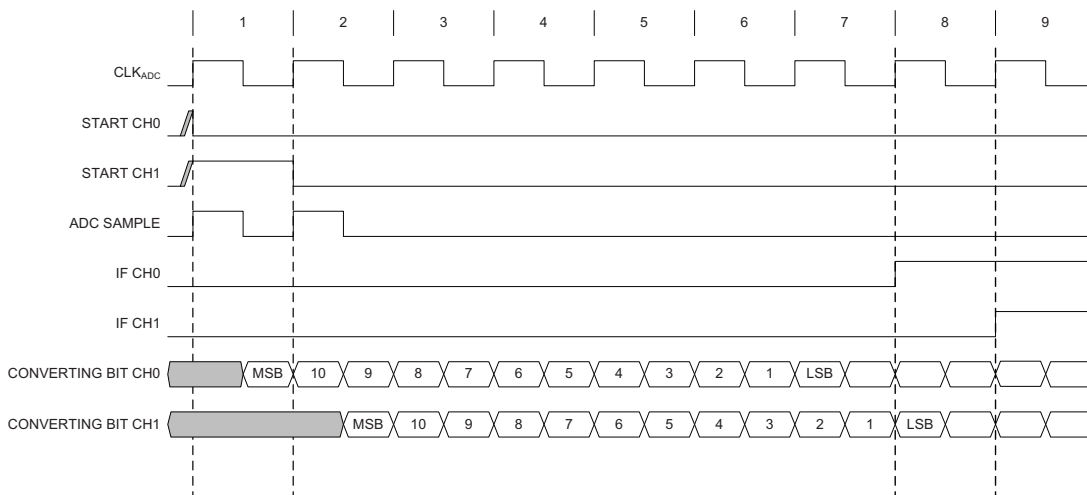 1 2 3 4 5 6 7 8 9
CLKADC
START CH0
START CH1
ADC SAMPLE
IF CH0
IF CH1
CONVERTING BIT CH0 MSB 10 9 8 7 6 5 4 3 2 1 LSB
CONVERTING BIT CH1 MSB 10 9 8 7 6 5 4 3 2 1 LSB